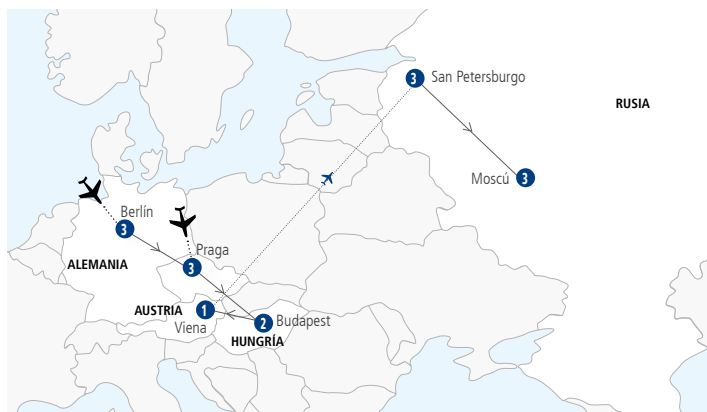 3 San Petersburgo
RUSIA
Moscú 3
Berlín
3
Praga
ALEMANIA
3
AUSTRIA 1
Viena
2 Budapest
HUNGRÍA